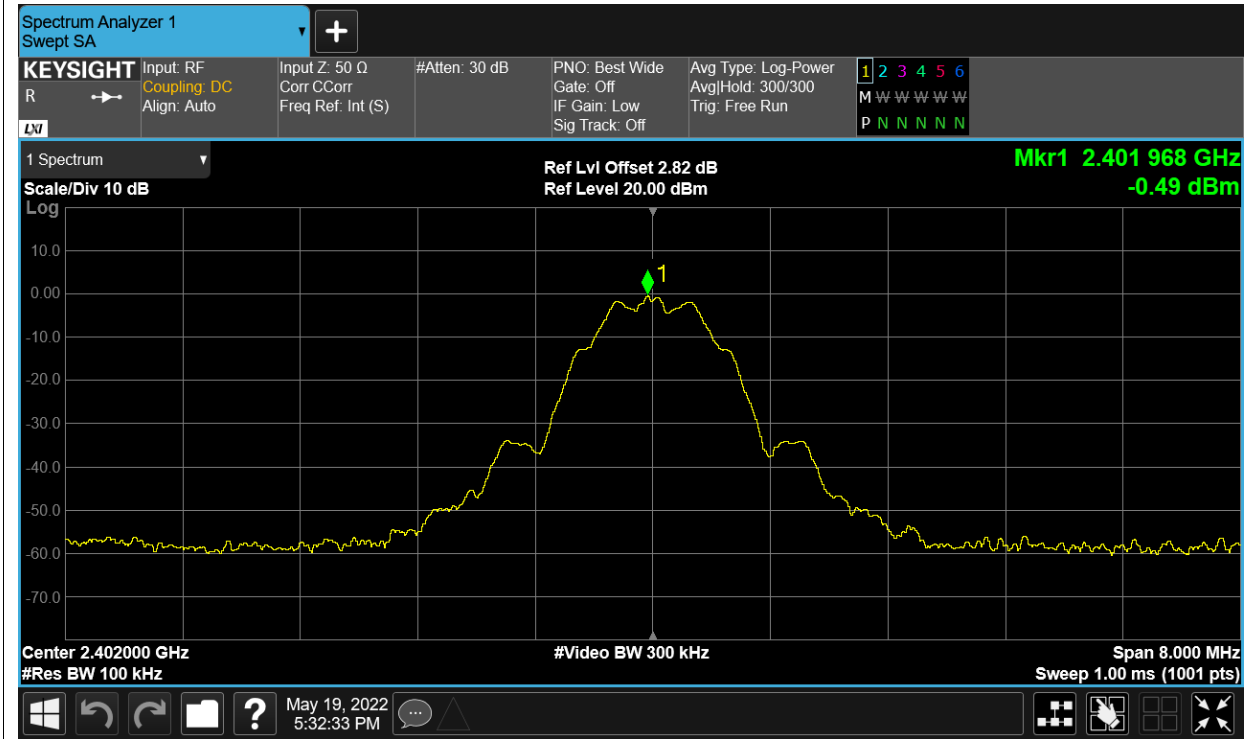 Spectrum Analyzer 1
Swept SA
KEYSIGHT
R
LXI
Input: RF
Coupling: DC
Align: Auto
Input Z: 50 Ω
Corr CCorr
Freq Ref: Int (S)
#Atten: 30 dB
PNO: Best Wide
Gate: Off
IF Gain: Low
Sig Track: Off
Avg Type: Log-Power
Avg|Hold: 300/300
Trig: Free Run
1 2 3 4 5 6
M W W W W W
P N N N N N
1 Spectrum
Scale/Div 10 dB
Log
Ref Lvl Offset 2.82 dB
Ref Level 20.00 dBm
Mkr1 2.401 968 GHz
-0.49 dBm
1
10.0
0.00
-10.0
-20.0
-30.0
-40.0
-50.0
-60.0
-70.0
Center 2.402000 GHz
#Res BW 100 kHz
#Video BW 300 kHz
Span 8.000 MHz
Sweep 1.00 ms (1001 pts)
?
May 19, 2022
5:32:33 PM